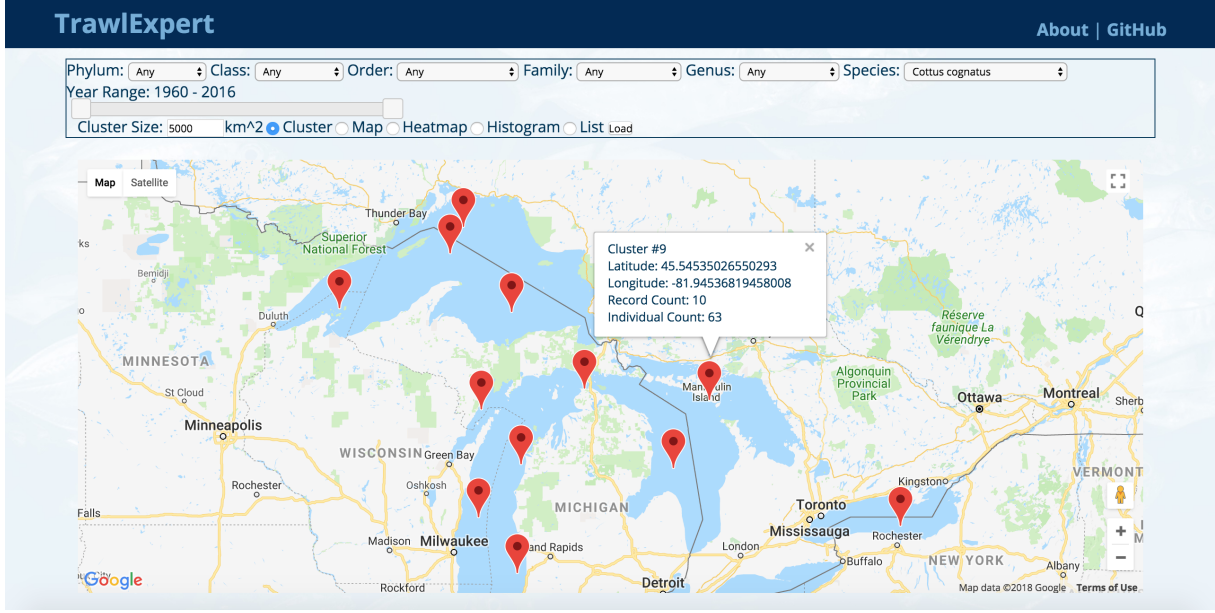 TrawlExpert
About | GitHub
Phylum: Any Class: Any Order: Any Family: Any Genus: Any Species: Cottus cognatus
Year Range: 1960 - 2016
Cluster Size: 5000 km^2 Cluster Map Heatmap Histogram List Load
Map Satellite
Thunder Bay
Superior
National Forest
ks
Bemidji
Duluth
o
MINNESOTA
St Cloud
Minneapolis
WISCONSIN
Green Bay
Oshkosh
Rochester
Falls
Madison
Milwaukee
Rockford
MICHIGAN
and Rapids
Detroit
Cluster #9
Latitude: 45.54535026550293
Longitude: -81.94536819458008
Record Count: 10
Individual Count: 63
Q
Réserve
faunique La
Vérendrye
Algonquin
Provincial
Park
Ottawa
Montreal
Sherb
Kingston
VERMONT
Toronto
Mississauga
Rochester
London
Buffalo
NEW YORK
Albany
M
Island
Google
Map data ©2018 Google Terms of Use